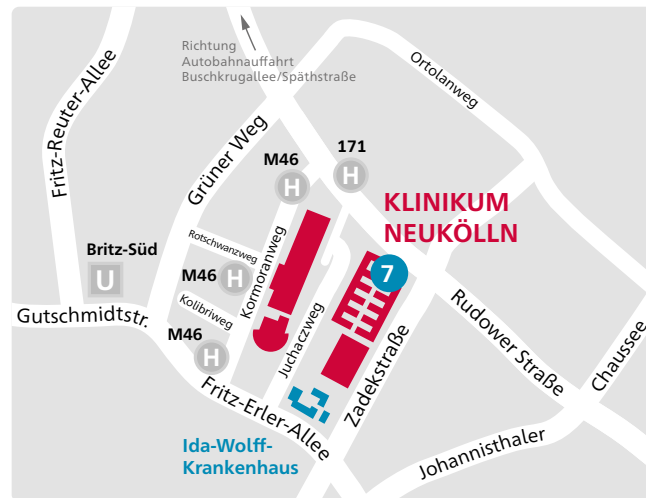 Richtung
Autobahnauffahrt
Buschkrugallee/Späthstraße
Fritz-Reuter-Allee
Grüner Weg
Ortolanweg
M46
H
171
H
KLINIKUM
NEUKÖLLN
7
Rotschwanzweg
Britz-Süd
U
M46
H
Kormoranweg
Kolibriweg
Gutschmidtstr.
M46
H
Juchaczweg
Zadekstraße
Rudower Straße
Chaussee
Fritz-Erler-Allee
Johannisthaler
Ida-Wolff-
Krankenhaus